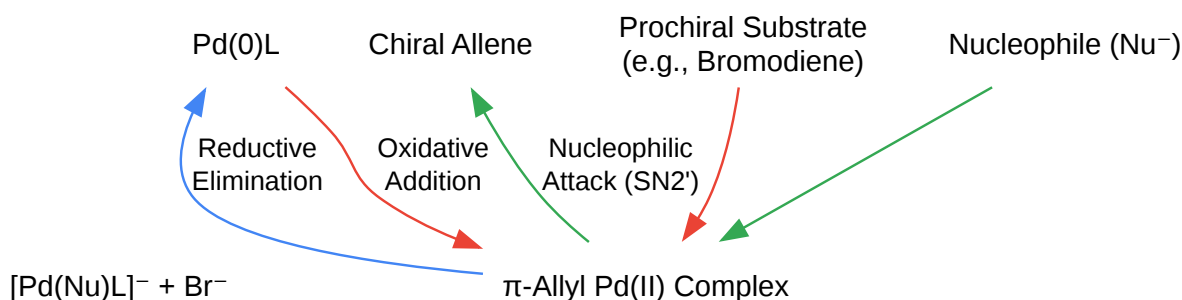 Pd(0)L
Chiral Allene
Prochiral Substrate
(e.g., Bromodiene)
Nucleophile (Nu⁻)
Reductive
Elimination
Oxidative
Addition
Nucleophilic
Attack (SN2')
[Pd(Nu)L]⁻ + Br⁻
π-Allyl Pd(II) Complex